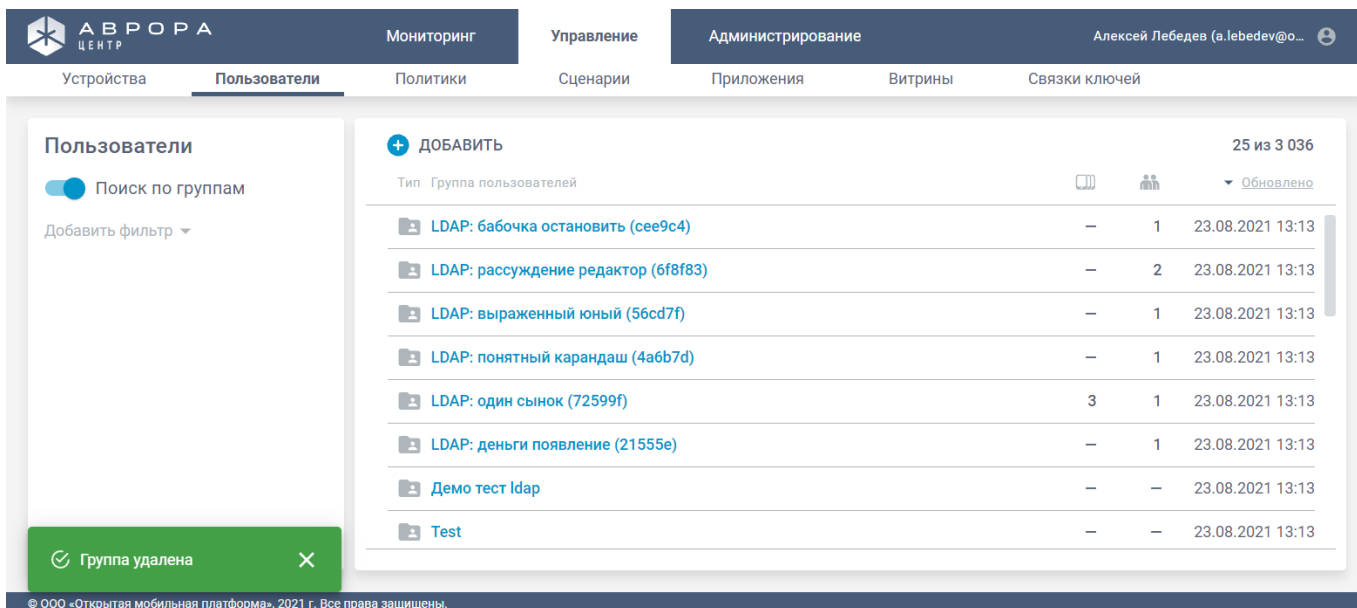 АВРОРА
ЦЕНТР
Мониторинг Управление Администрирование Алексей Лебедев (a.lebedev@o...
Устройства Пользователи Политики Сценарии Приложения Витрины Связки ключей
Пользователи
Поиск по группам
Добавить фильтр
ДОБАВИТЬ 25 из 3 036
Тип Группа пользователей Обновлено
LDAP: бабочка остановить (cee9c4) — 1 23.08.2021 13:13
LDAP: рассуждение редактор (6f8f83) — 2 23.08.2021 13:13
LDAP: выраженный юный (56cd7f) — 1 23.08.2021 13:13
LDAP: понятный карандаш (4a6b7d) — 1 23.08.2021 13:13
LDAP: один сынок (72599f) 3 1 23.08.2021 13:13
LDAP: деньги появление (21555e) — 1 23.08.2021 13:13
Демо тест ldap — — 23.08.2021 13:13
Test — — 23.08.2021 13:13
Группа удалена
© ООО «Открытая мобильная платформа», 2021 г. Все права защищены.